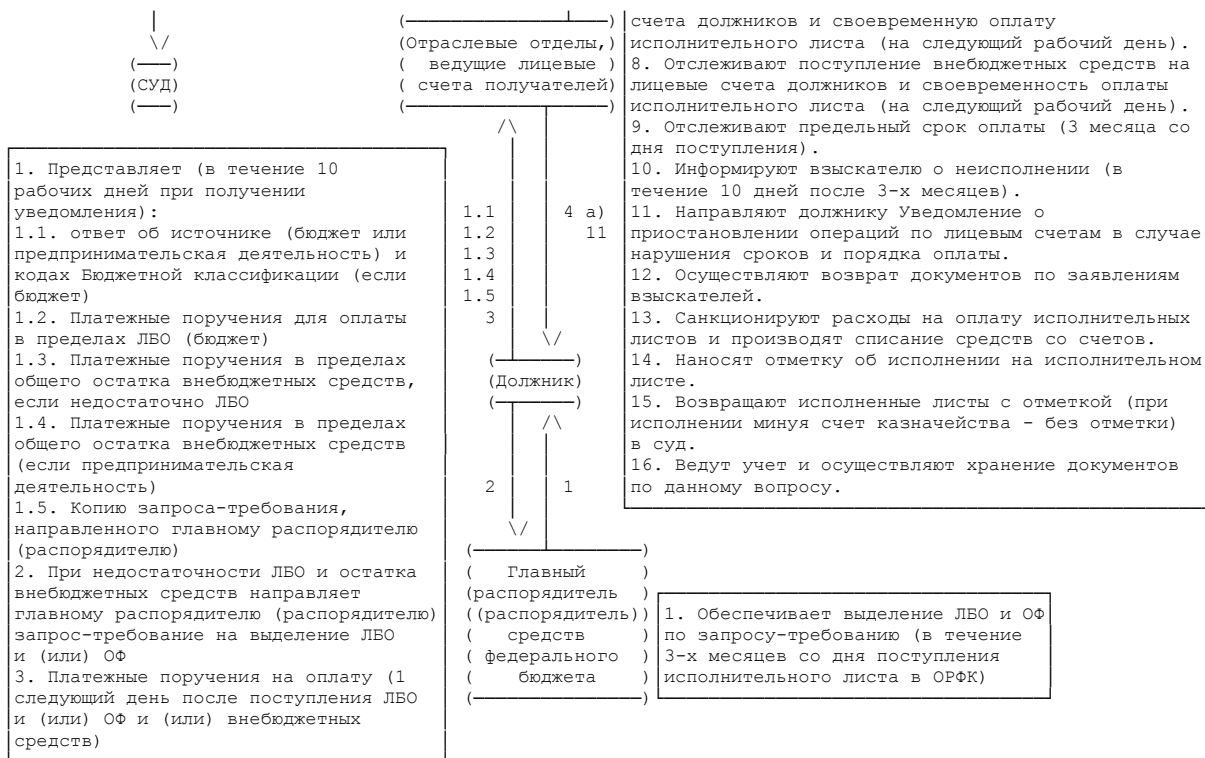 (СУД)
(Отраслевые отделы,)
( ведущие лицевые )
( счета получателей)
счета должников и своевременную оплату
исполнительного листа (на следующий рабочий день).
8. Отслеживают поступление внебюджетных средств на
лицевые счета должников и своевременность оплаты
исполнительного листа (на следующий рабочий день).
9. Отслеживают предельный срок оплаты (3 месяца со
дня поступления).
10. Информируют взыскателю о неисполнении (в
течение 10 дней после 3-х месяцев).
11. Направляют должнику Уведомление о
приостановлении операций по лицевым счетам в случае
нарушения сроков и порядка оплаты.
12. Осуществляют возврат документов по заявлениям
взыскателей.
13. Санкционируют расходы на оплату исполнительных
листов и производят списание средств со счетов.
14. Наносят отметку об исполнении на исполнительном
листе.
15. Возвращают исполненные листы с отметкой (при
исполнении минуя счет казначейства - без отметки)
в суд.
16. Ведут учет и осуществляют хранение документов
по данному вопросу.
1. Представляет (в течение 10
рабочих дней при получении
уведомления):
1.1. ответ об источнике (бюджет или
предпринимательская деятельность) и
кодах Бюджетной классификации (если
бюджет)
1.2. Платежные поручения для оплаты
в пределах ЛБО (бюджет)
1.3. Платежные поручения в пределах
общего остатка внебюджетных средств,
если недостаточно ЛБО
1.4. Платежные поручения в пределах
общего остатка внебюджетных средств
(если предпринимательская
деятельность)
1.5. Копию запроса-требования,
направленного главному распорядителю
(распорядителю)
2. При недостаточности ЛБО и остатка
внебюджетных средств направляет
главному распорядителю (распорядителю)
запрос-требование на выделение ЛБО
и (или) ОФ
3. Платежные поручения на оплату (1
следующий день после поступления ЛБО
и (или) ОФ и (или) внебюджетных
средств)
1.1
1.2
1.3
1.4
1.5
3
4 а)
11
(Должник)
2
1
( Главный )
(распорядитель )
((распорядитель))
( средств )
( федерального )
( бюджета )
1. Обеспечивает выделение ЛБО и ОФ
по запросу-требованию (в течение
3-х месяцев со дня поступления
исполнительного листа в ОРФК)